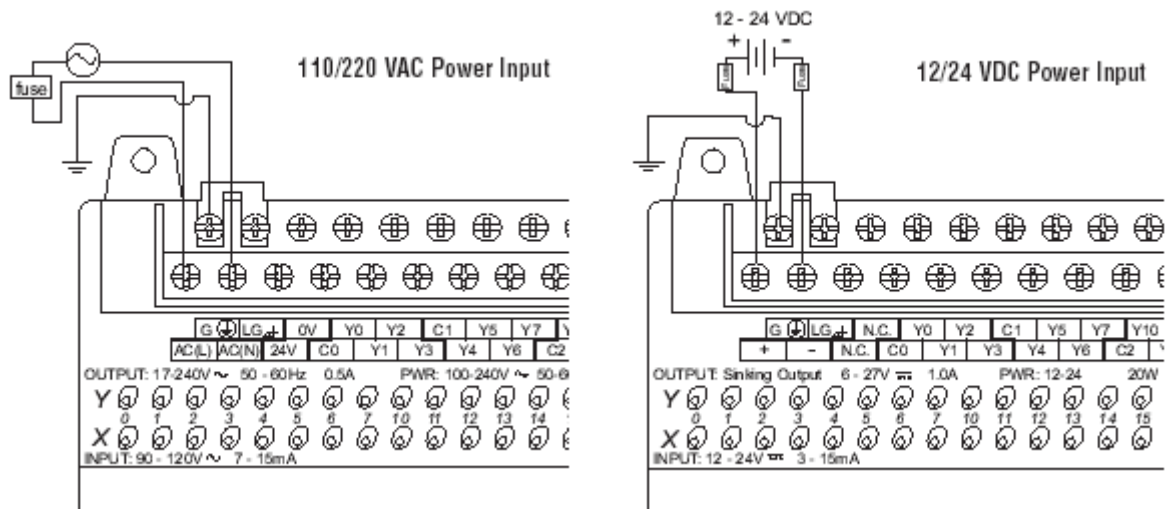 110/220 VAC Power Input
fuse
G LG 0V Y0 Y2 C1 Y5 Y7
AC(L) AC(N) 24V C0 Y1 Y3 Y4 Y6 C2
OUTPUT: 17-240V ~ 50 - 60Hz 0.5A PWR: 100-240V ~ 50-6
Y
0 1 2 3 4 5 6 7 10 11 12 13 14
X
INPUT: 90 - 120V ~ 7 - 15mA
12 - 24 VDC
+ -
Fuse Fuse
12/24 VDC Power Input
G LG N.C. Y0 Y2 C1 Y5 Y7 Y10
+ - N.C. C0 Y1 Y3 Y4 Y6 C2
OUTPUT: Sinking Output 6 - 27V ⎓ 1.0A PWR: 12-24 20W
Y
0 1 2 3 4 5 6 7 10 11 12 13 14 15
X
INPUT: 12 - 24V ⎓ 3 - 15mA